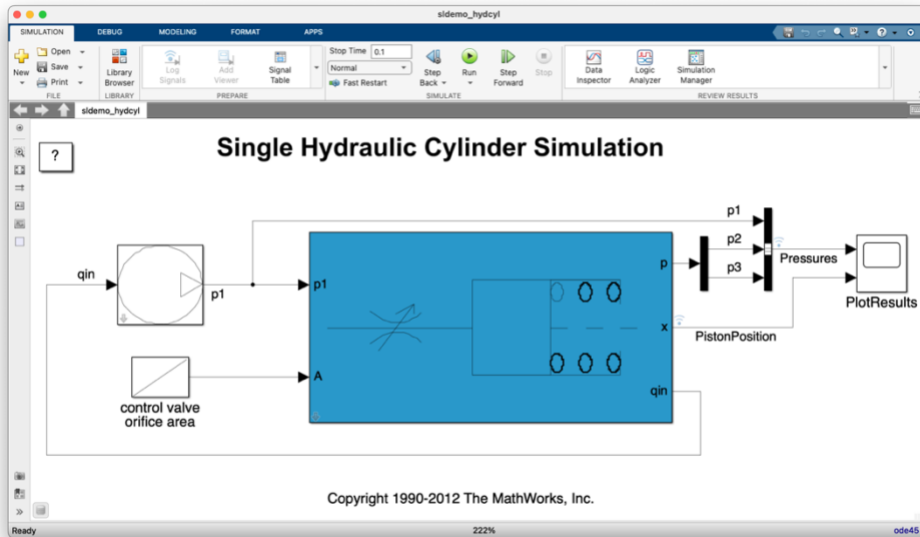 sldemo_hydcyl
SIMULATION DEBUG MODELING FORMAT APPS
New
Open
Save
Print
FILE
Library
Browser
LIBRARY
Log
Signals
Add
Viewer
Signal
Table
PREPARE
Stop Time 0.1
Normal
Fast Restart
Step
Back
Run
Step
Forward
Stop
SIMULATE
Data
Inspector
Logic
Analyzer
Simulation
Manager
REVIEW RESULTS
sldemo_hydcyl
?
Single Hydraulic Cylinder Simulation
qin
p1
p1
A
control valve
orifice area
p
x
qin
p1
p2
p3
Pressures
PistonPosition
PlotResults
Copyright 1990-2012 The MathWorks, Inc.
Ready 222% ode45